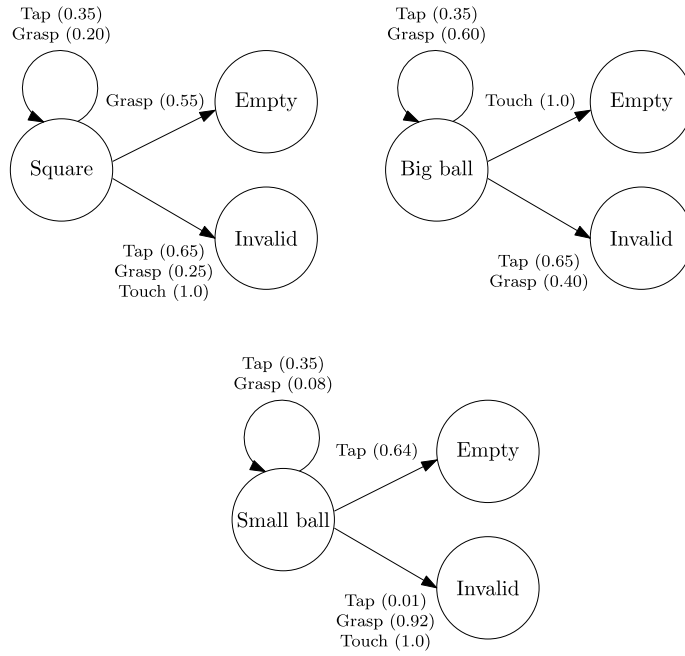 Tap (0.35)
Grasp (0.20)
Grasp (0.55)
Empty
Square
Invalid
Tap (0.65)
Grasp (0.25)
Touch (1.0)
Tap (0.35)
Grasp (0.60)
Touch (1.0)
Empty
Big ball
Invalid
Tap (0.65)
Grasp (0.40)
Tap (0.35)
Grasp (0.08)
Tap (0.64)
Empty
Small ball
Invalid
Tap (0.01)
Grasp (0.92)
Touch (1.0)